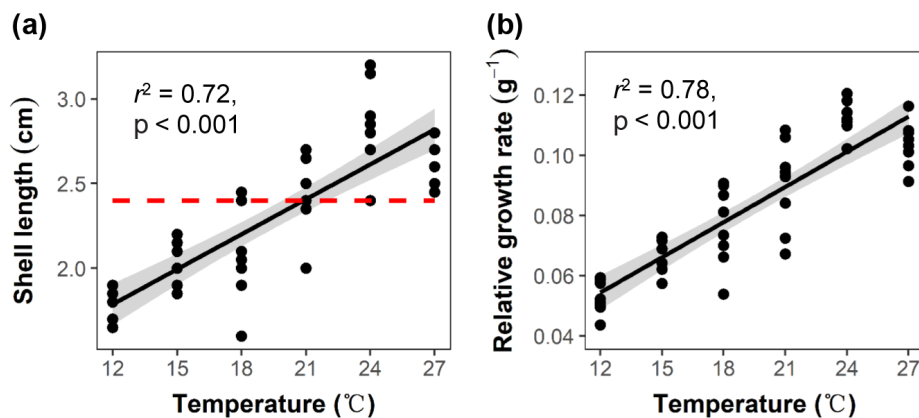 (a)
r² = 0.72,
p < 0.001
Shell length (cm)
3.0
2.5
2.0
12 15 18 21 24 27
Temperature (℃)
(b)
r² = 0.78,
p < 0.001
Relative growth rate (g⁻¹)
0.12
0.10
0.08
0.06
0.04
12 15 18 21 24 27
Temperature (℃)